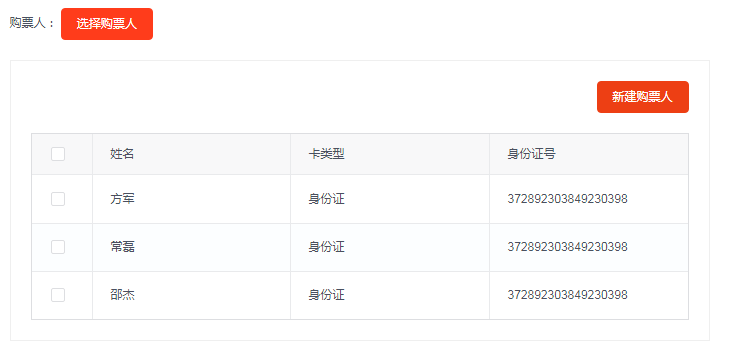 购票人： 选择购票人
新建购票人
姓名 卡类型 身份证号
方军 身份证 372892303849230398
常磊 身份证 372892303849230398
邵杰 身份证 372892303849230398